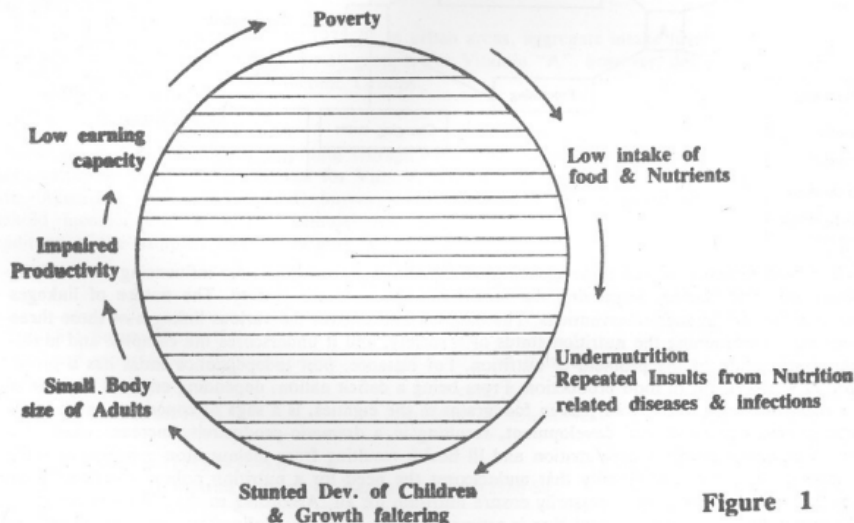 Poverty
Low intake of
food & Nutrients
Undernutrition
Repeated Insults from Nutrition
related diseases & infections
Stunted Dev. of Children
& Growth faltering
Small Body
size of Adults
Impaired
Productivity
Low earning
capacity
Figure 1